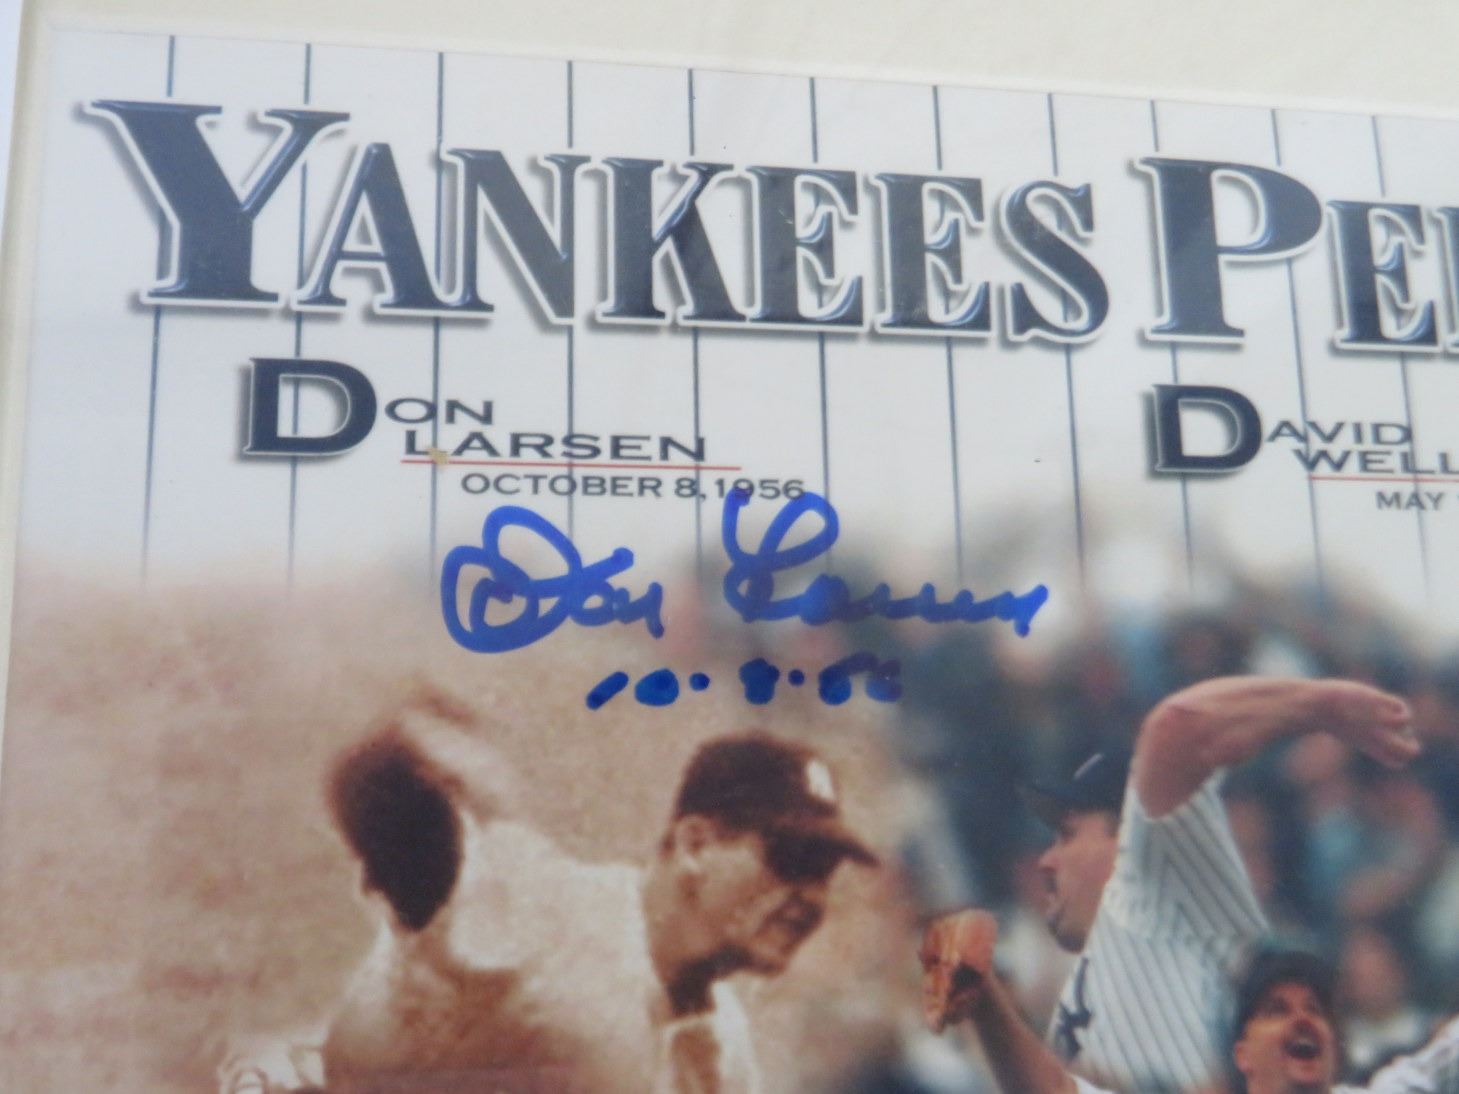 YANKEES PE
DON LARSEN
OCTOBER 8, 1956
DAVID WELL
MAY
Don Larsen
10·8·56